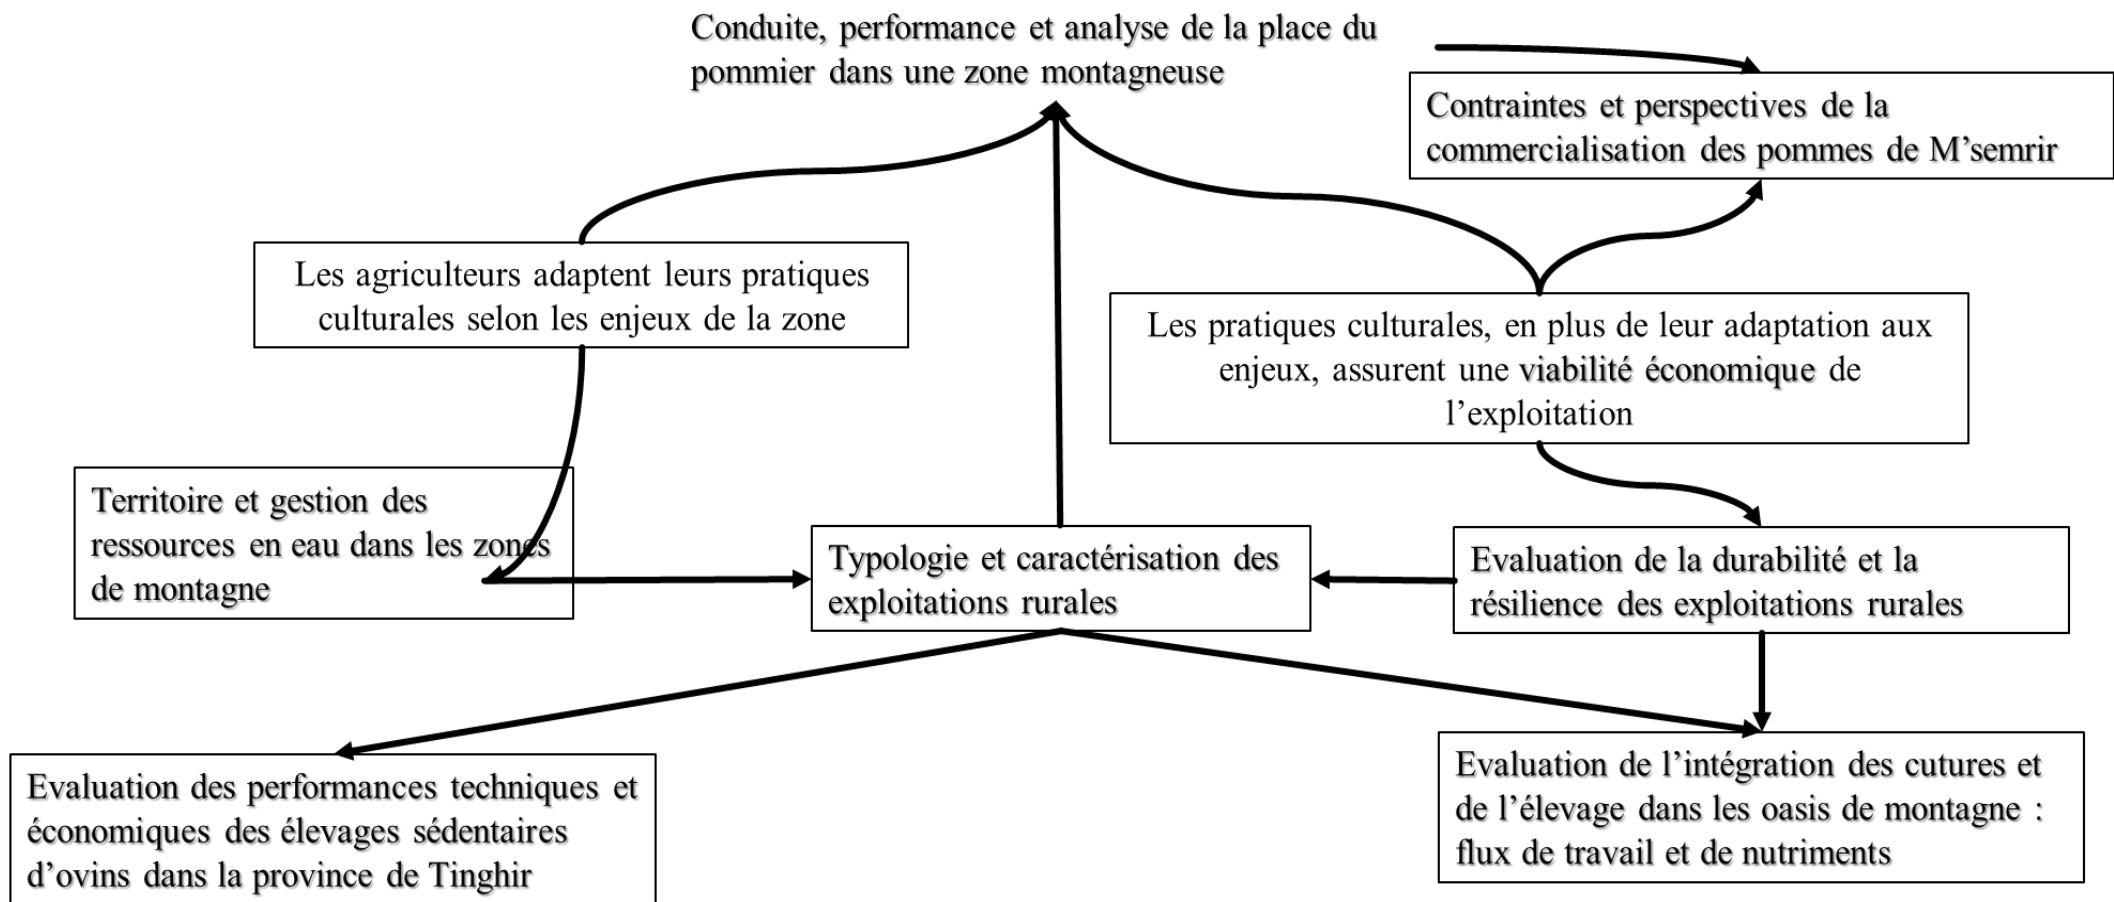 Conduite, performance et analyse de la place du
pommier dans une zone montagneuse
Contraintes et perspectives de la
commercialisation des pommes de M’semrir
Les agriculteurs adaptent leurs pratiques
culturales selon les enjeux de la zone
Les pratiques culturales, en plus de leur adaptation aux
enjeux, assurent une viabilité économique de
l’exploitation
Territoire et gestion des
ressources en eau dans les zones
de montagne
Typologie et caractérisation des
exploitations rurales
Evaluation de la durabilité et la
résilience des exploitations rurales
Evaluation des performances techniques et
économiques des élevages sédentaires
d’ovins dans la province de Tinghir
Evaluation de l’intégration des cutures et
de l’élevage dans les oasis de montagne :
flux de travail et de nutriments